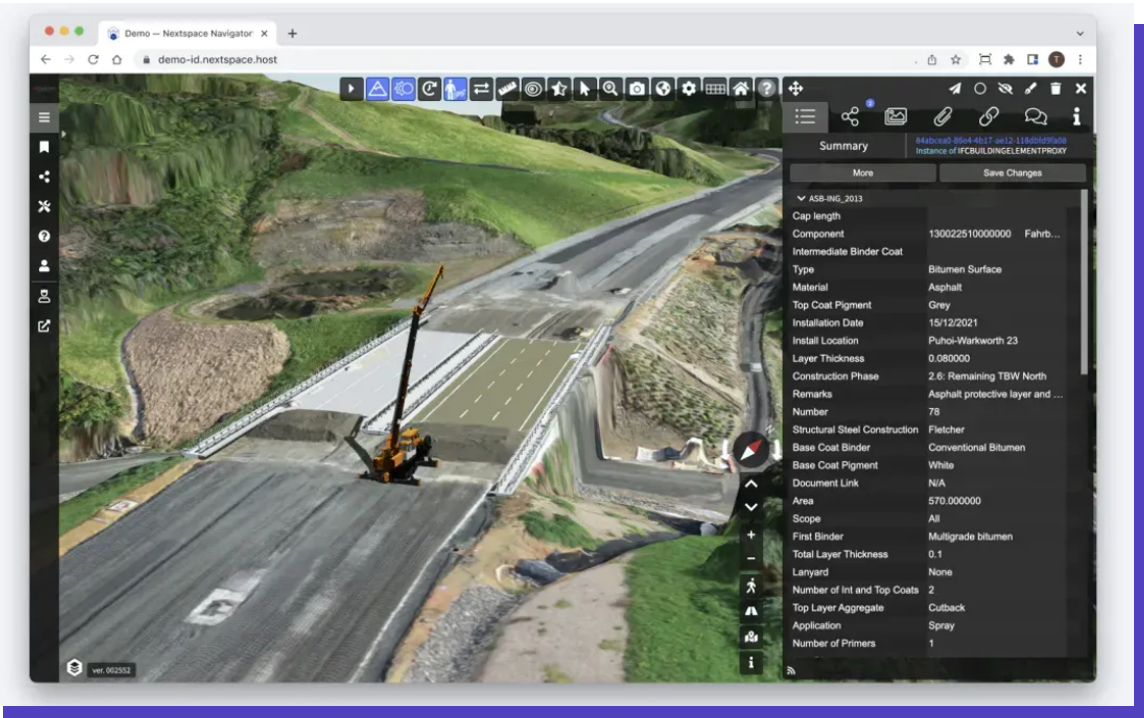 Demo — Nextspace Navigator
demo-id.nextspace.host
T
2
Summary
Instance of IFCBUILDINGELEMENTPROXY
More
Save Changes
ASB-ING_2013
Cap length
Component 130022510000000 Fahrb...
Intermediate Binder Coat
Type Bitumen Surface
Material Asphalt
Top Coat Pigment Grey
Installation Date 15/12/2021
Install Location Puhoi-Warkworth 23
Layer Thickness 0.080000
Construction Phase 2.6: Remaining TBW North
Remarks Asphalt protective layer and ...
Number 78
Structural Steel Construction Fletcher
Base Coat Binder Conventional Bitumen
Base Coat Pigment White
Document Link N/A
Area 570.000000
Scope All
First Binder Multigrade bitumen
Total Layer Thickness 0.1
Lanyard None
Number of Int and Top Coats 2
Top Layer Aggregate Cutback
Application Spray
Number of Primers 1
ver. 002552